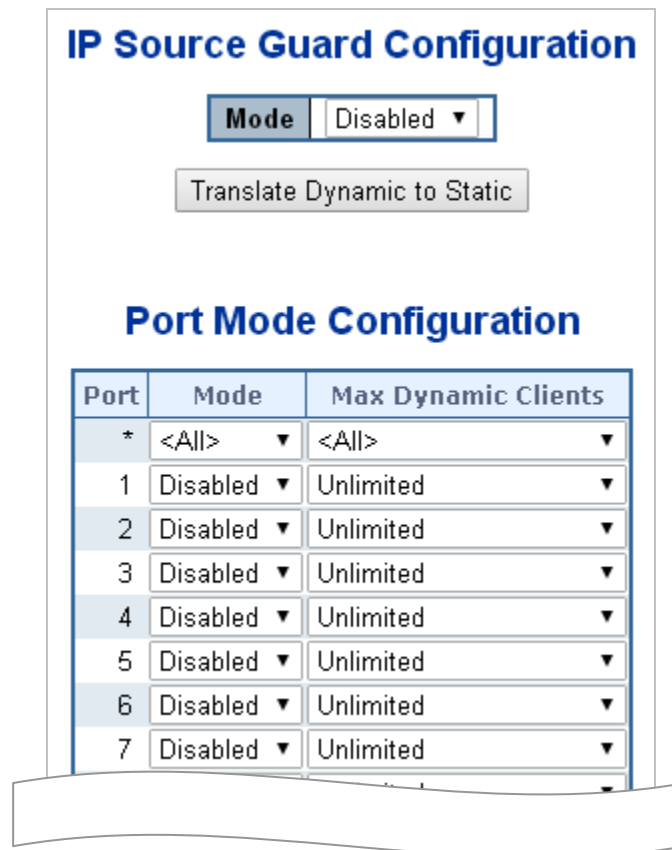 IP Source Guard Configuration
Mode Disabled
Translate Dynamic to Static
Port Mode Configuration
Port Mode Max Dynamic Clients
* <All> <All>
1 Disabled Unlimited
2 Disabled Unlimited
3 Disabled Unlimited
4 Disabled Unlimited
5 Disabled Unlimited
6 Disabled Unlimited
7 Disabled Unlimited